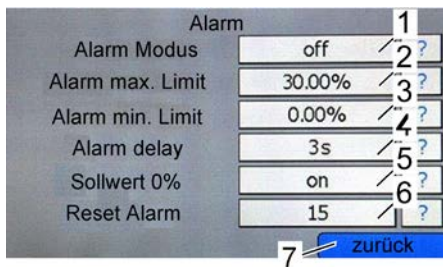 Alarm 1
Alarm Modus off 2 ?
Alarm max. Limit 30.00% 3 ?
Alarm min. Limit 0.00% 4 ?
Alarm delay 3s 5 ?
Sollwert 0% on 6 ?
Reset Alarm 15 ?
7 zurück